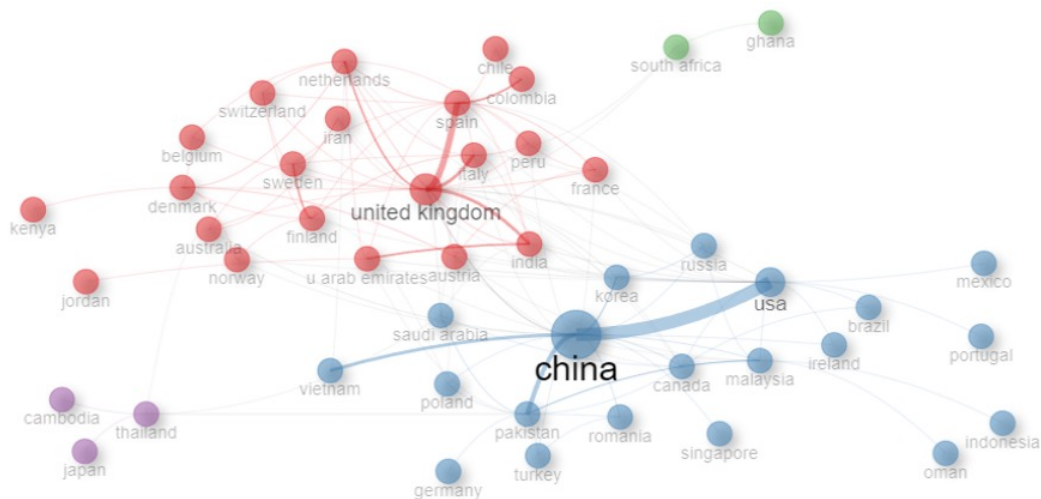 ghana
south africa
netherlands
chile
colombia
switzerland
spain
iran
belgium
italy
peru
sweden
france
denmark
united kingdom
kenya
australia
finland
norway
u arab emirates
austria
india
russia
jordan
korea
usa
mexico
saudi arabia
brazil
china
ireland
portugal
vietnam
poland
canada
malaysia
cambodia
thailand
pakistan
romania
singapore
indonesia
japan
turkey
germany
oman